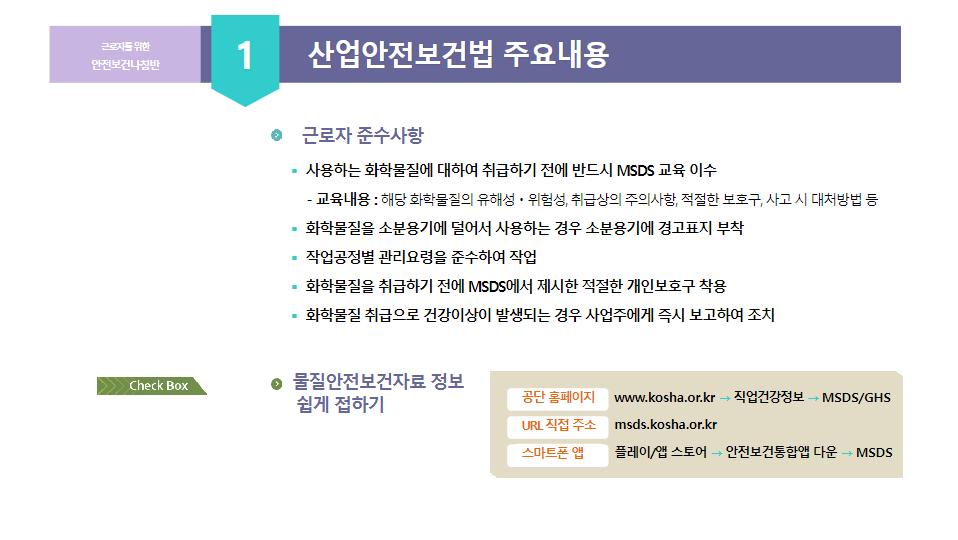 근로자를 위한
안전보건나침반
1
산업안전보건법 주요내용
근로자 준수사항
▪ 사용하는 화학물질에 대하여 취급하기 전에 반드시 MSDS 교육 이수
- 교육내용 : 해당 화학물질의 유해성・위험성, 취급상의 주의사항, 적절한 보호구, 사고 시 대처방법 등
▪ 화학물질을 소분용기에 덜어서 사용하는 경우 소분용기에 경고표지 부착
▪ 작업공정별 관리요령을 준수하여 작업
▪ 화학물질을 취급하기 전에 MSDS에서 제시한 적절한 개인보호구 착용
▪ 화학물질 취급으로 건강이상이 발생되는 경우 사업주에게 즉시 보고하여 조치
Check Box
물질안전보건자료 정보
쉽게 접하기
공단 홈페이지 www.kosha.or.kr → 직업건강정보 → MSDS/GHS
URL 직접 주소 msds.kosha.or.kr
스마트폰 앱 플레이/앱 스토어 → 안전보건통합앱 다운 → MSDS